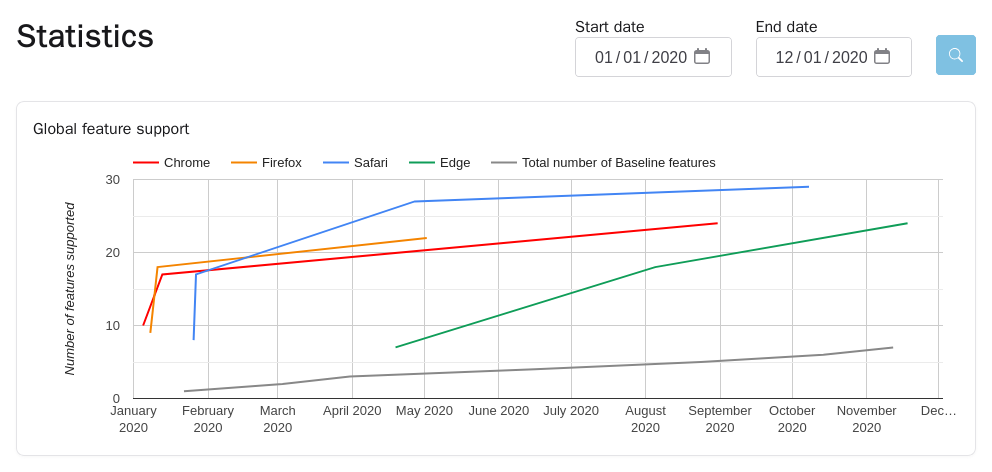 Statistics
Start date
End date
01/01/2020
12/01/2020
Global feature support
Chrome
Firefox
Safari
Edge
Total number of Baseline features
Number of features supported
30
20
10
0
January
2020
February
2020
March
2020
April 2020
May 2020
June 2020
July 2020
August
2020
September
2020
October
2020
November
2020
Dec…